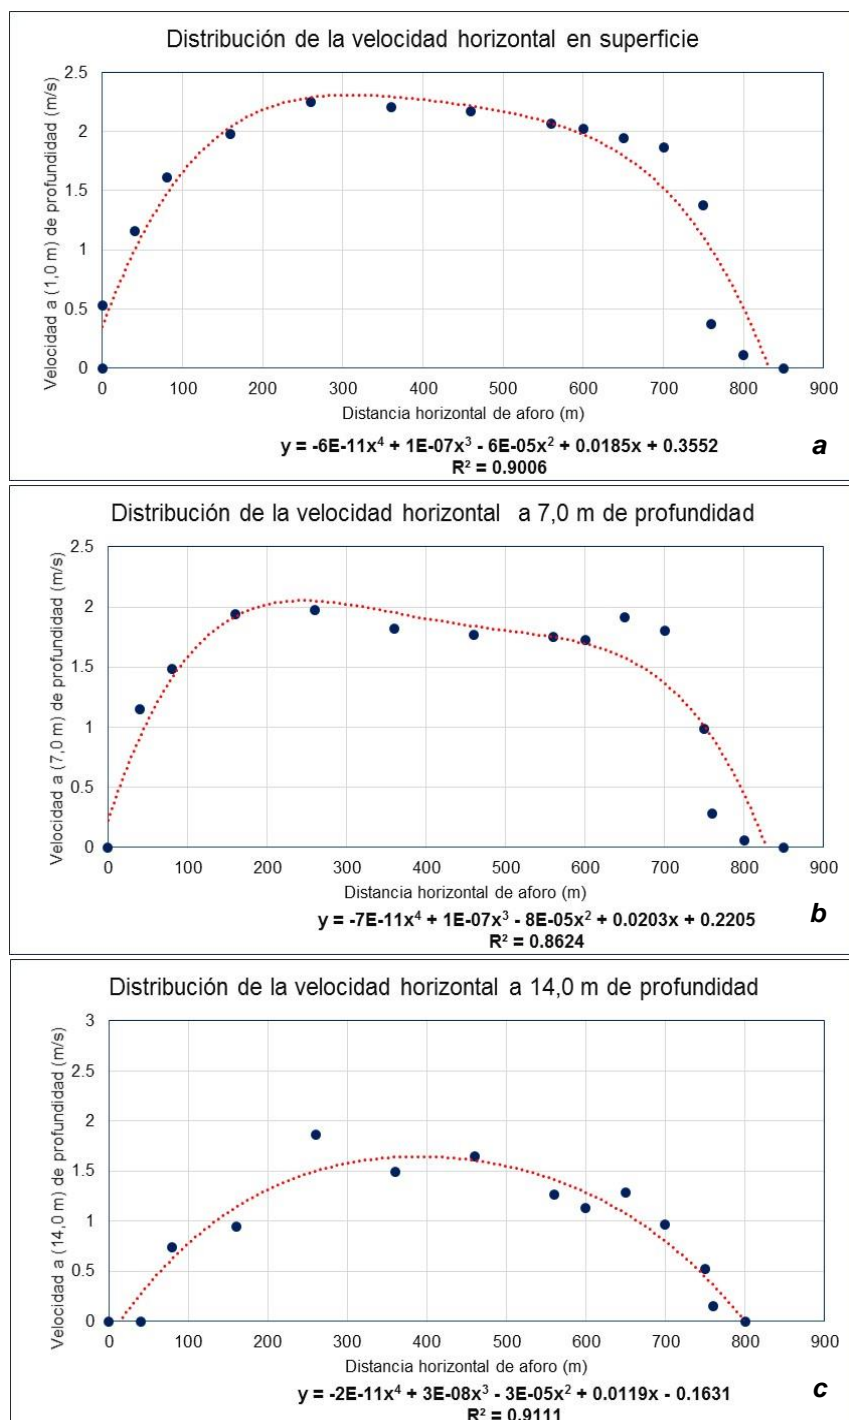 Distribución de la velocidad horizontal en superficie
Velocidad a (1,0 m) de profundidad (m/s)
2.5
2
1.5
1
0.5
0
0 100 200 300 400 500 600 700 800 900
Distancia horizontal de aforo (m)
y = -6E-11x⁴ + 1E-07x³ - 6E-05x² + 0.0185x + 0.3552
R² = 0.9006
a
Distribución de la velocidad horizontal a 7,0 m de profundidad
Velocidad a (7,0 m) de profundidad (m/s)
2.5
2
1.5
1
0.5
0
0 100 200 300 400 500 600 700 800 900
Distancia horizontal de aforo (m)
y = -7E-11x⁴ + 1E-07x³ - 8E-05x² + 0.0203x + 0.2205
R² = 0.8624
b
Distribución de la velocidad horizontal a 14,0 m de profundidad
Velocidad a (14,0 m) de profundidad (m/s)
3
2.5
2
1.5
1
0.5
0
0 100 200 300 400 500 600 700 800 900
Distancia horizontal de aforo (m)
y = -2E-11x⁴ + 3E-08x³ - 3E-05x² + 0.0119x - 0.1631
R² = 0.9111
c